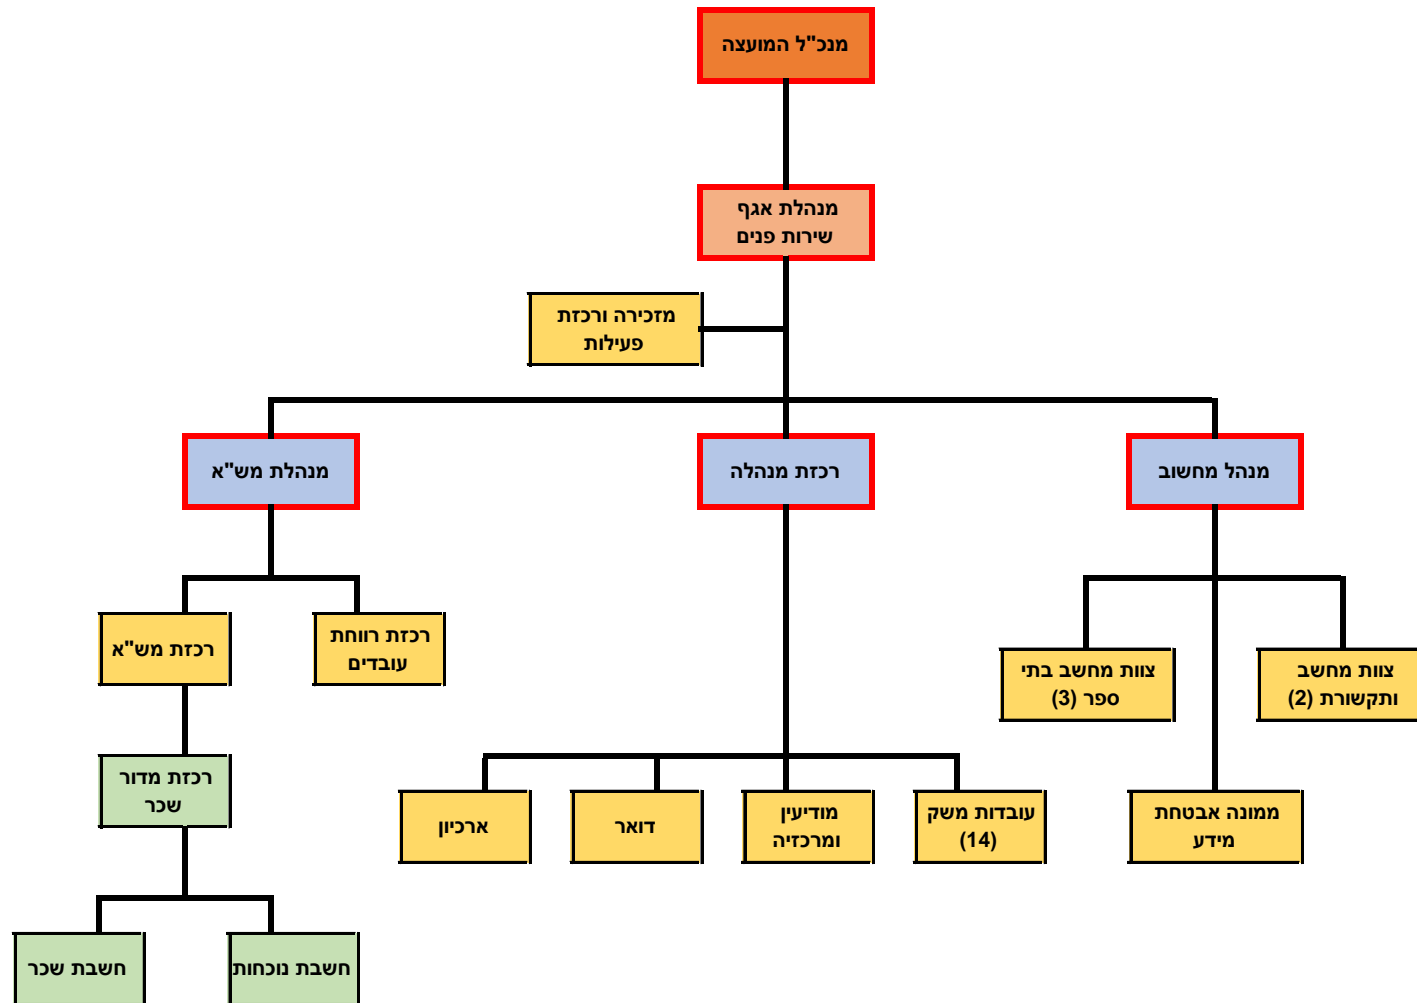 מנכ"ל המועצה
מנהלת אגף
שירות פנים
מזכירה ורכזת
פעילות
מנהל מחשוב
רכזת מנהלה
מנהלת מש"א
רכזת רווחת
עובדים
רכזת מש"א
צוות מחשב
ותקשורת (2)
צוות מחשב בתי
ספר (3)
רכזת מדור
שכר
ממונה אבטחת
מידע
עובדות משק
(14)
מודיעין
ומרכזיה
דואר
ארכיון
חשבת נוכחות
חשבת שכר